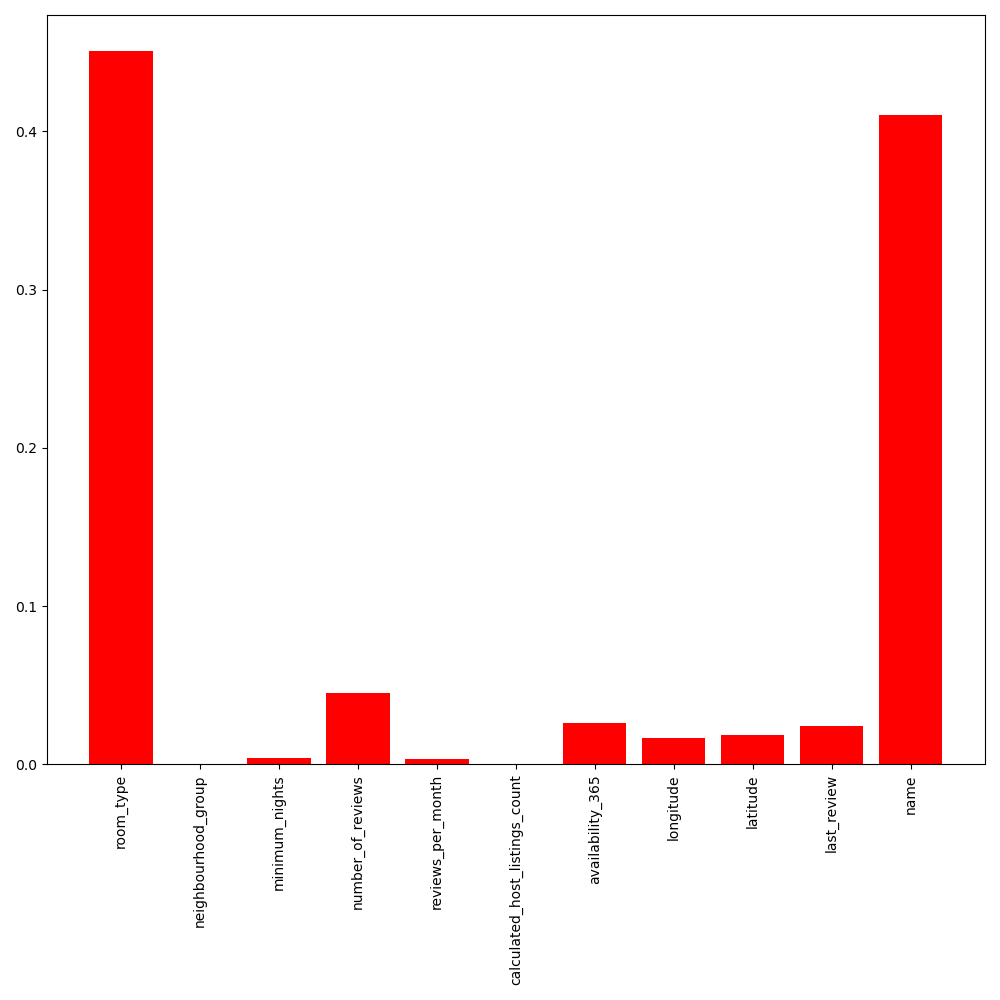 0.4
0.3
0.2
0.1
0.0
room_type
neighbourhood_group
minimum_nights
number_of_reviews
reviews_per_month
calculated_host_listings_count
availability_365
longitude
latitude
last_review
name